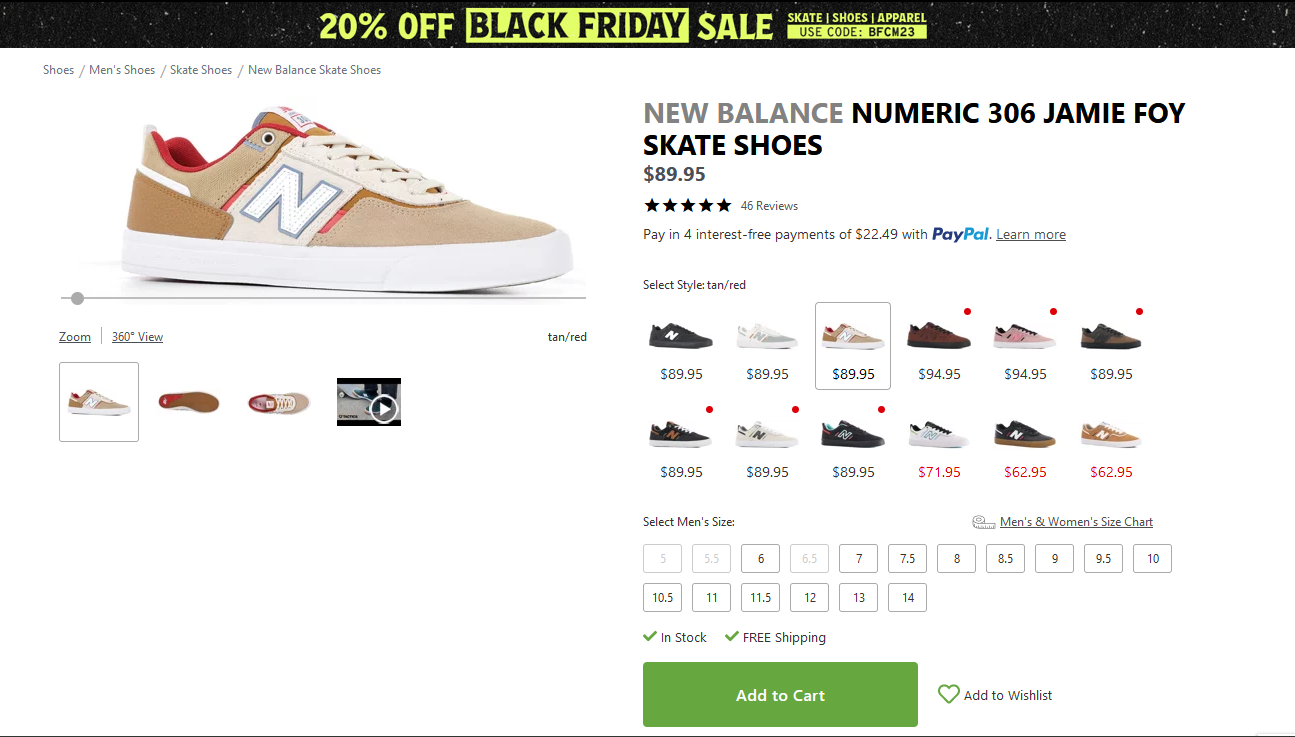 20% OFF BLACK FRIDAY SALE
SKATE | SHOES | APPAREL
USE CODE: BFCM23
Shoes / Men's Shoes / Skate Shoes / New Balance Skate Shoes
NEW BALANCE NUMERIC 306 JAMIE FOY
SKATE SHOES
$89.95
46 Reviews
Pay in 4 interest-free payments of $22.49 with PayPal. Learn more
Zoom | 360° View
tan/red
Select Style: tan/red
$89.95 $89.95 $89.95 $94.95 $94.95 $89.95
$89.95 $89.95 $89.95 $71.95 $62.95 $62.95
Select Men's Size:
Men's & Women's Size Chart
5 5.5 6 6.5 7 7.5 8 8.5 9 9.5 10
10.5 11 11.5 12 13 14
In Stock FREE Shipping
Add to Cart
Add to Wishlist